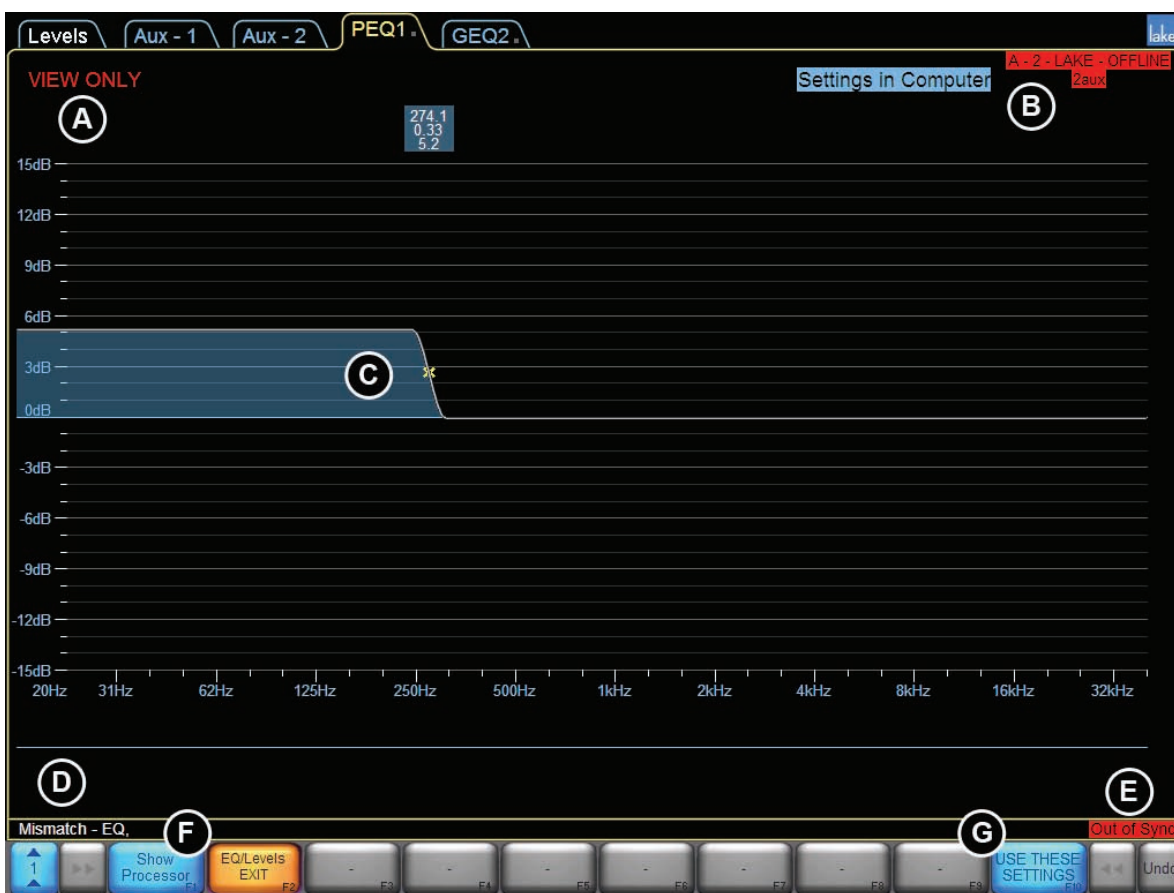 Levels Aux - 1 Aux - 2 PEQ1 GEQ2 lake
A - 2 - LAKE - OFFLINE
VIEW ONLY Settings in Computer 2aux
A B
274.1
0.33
5.2
15dB
12dB
9dB
6dB
3dB C
0dB
-3dB
-6dB
-9dB
-12dB
-15dB
20Hz 31Hz 62Hz 125Hz 250Hz 500Hz 1kHz 2kHz 4kHz 8kHz 16kHz 32kHz
D E
Mismatch - EQ, F G Out of Sync
1 Show EQ/Levels USE THESE Undo
Processor EXIT - - - - - - - SETTINGS
F1 F2 F3 F4 F5 F6 F7 F8 F9 F10